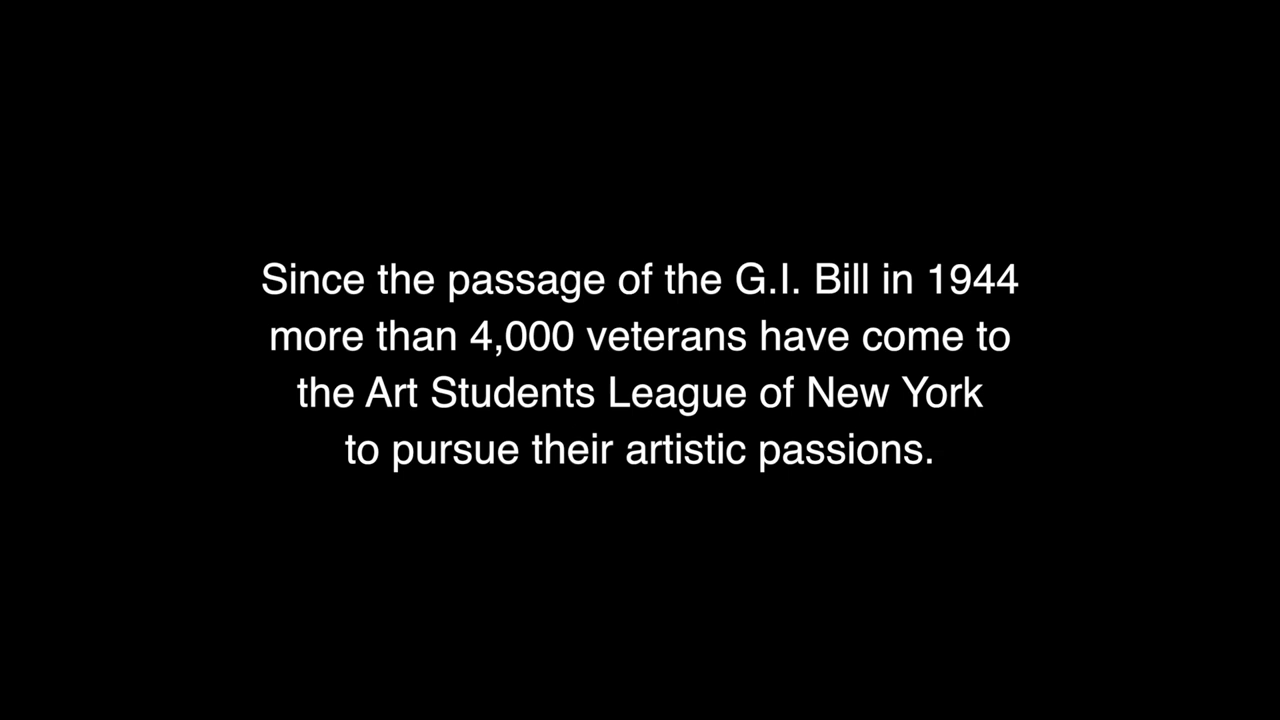 Since the passage of the G.I. Bill in 1944
more than 4,000 veterans have come to
the Art Students League of New York
to pursue their artistic passions.